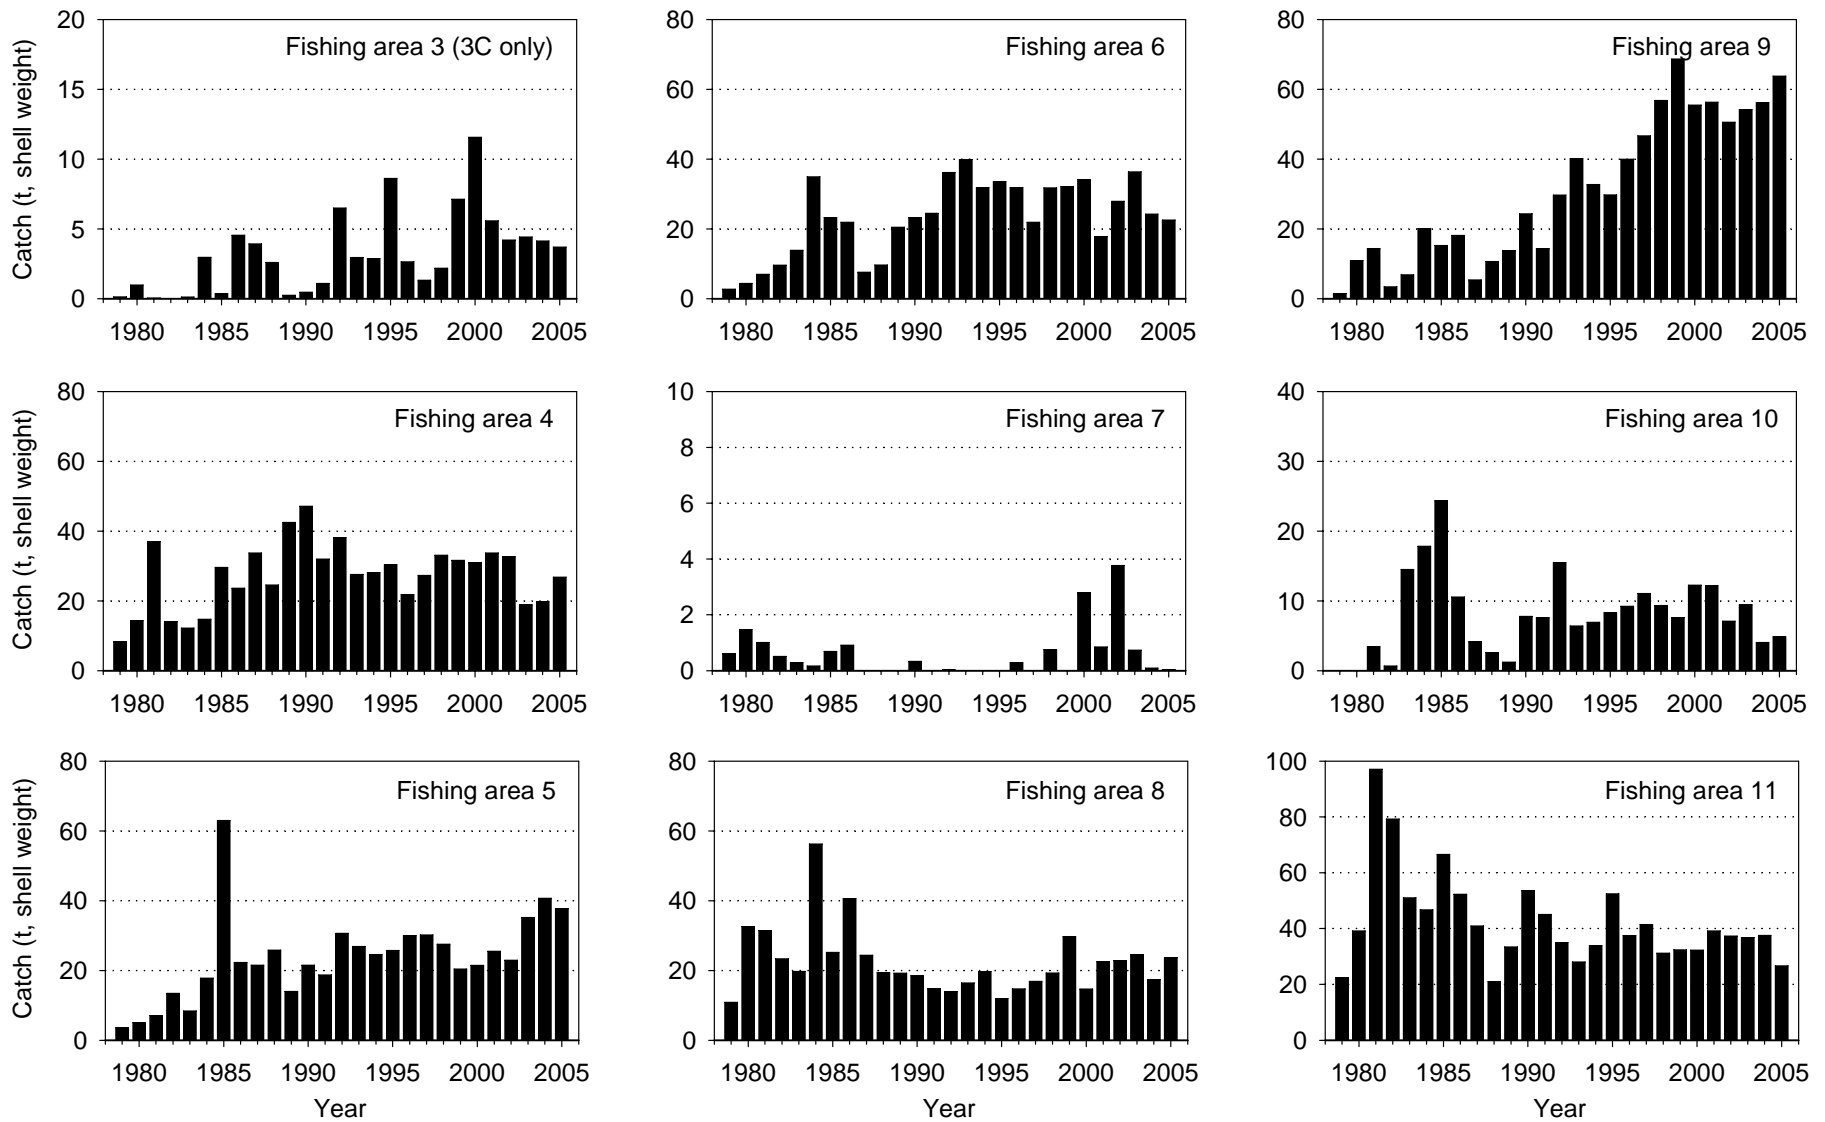 Fishing area 3 (3C only)
Catch (t, shell weight)
20
15
10
5
0
1980 1985 1990 1995 2000 2005
Fishing area 6
80
60
40
20
0
1980 1985 1990 1995 2000 2005
Fishing area 9
80
60
40
20
0
1980 1985 1990 1995 2000 2005
Fishing area 4
Catch (t, shell weight)
80
60
40
20
0
1980 1985 1990 1995 2000 2005
Fishing area 7
10
8
6
4
2
0
1980 1985 1990 1995 2000 2005
Fishing area 10
40
30
20
10
0
1980 1985 1990 1995 2000 2005
Fishing area 5
Catch (t, shell weight)
80
60
40
20
0
1980 1985 1990 1995 2000 2005
Year
Fishing area 8
80
60
40
20
0
1980 1985 1990 1995 2000 2005
Year
Fishing area 11
100
80
60
40
20
0
1980 1985 1990 1995 2000 2005
Year